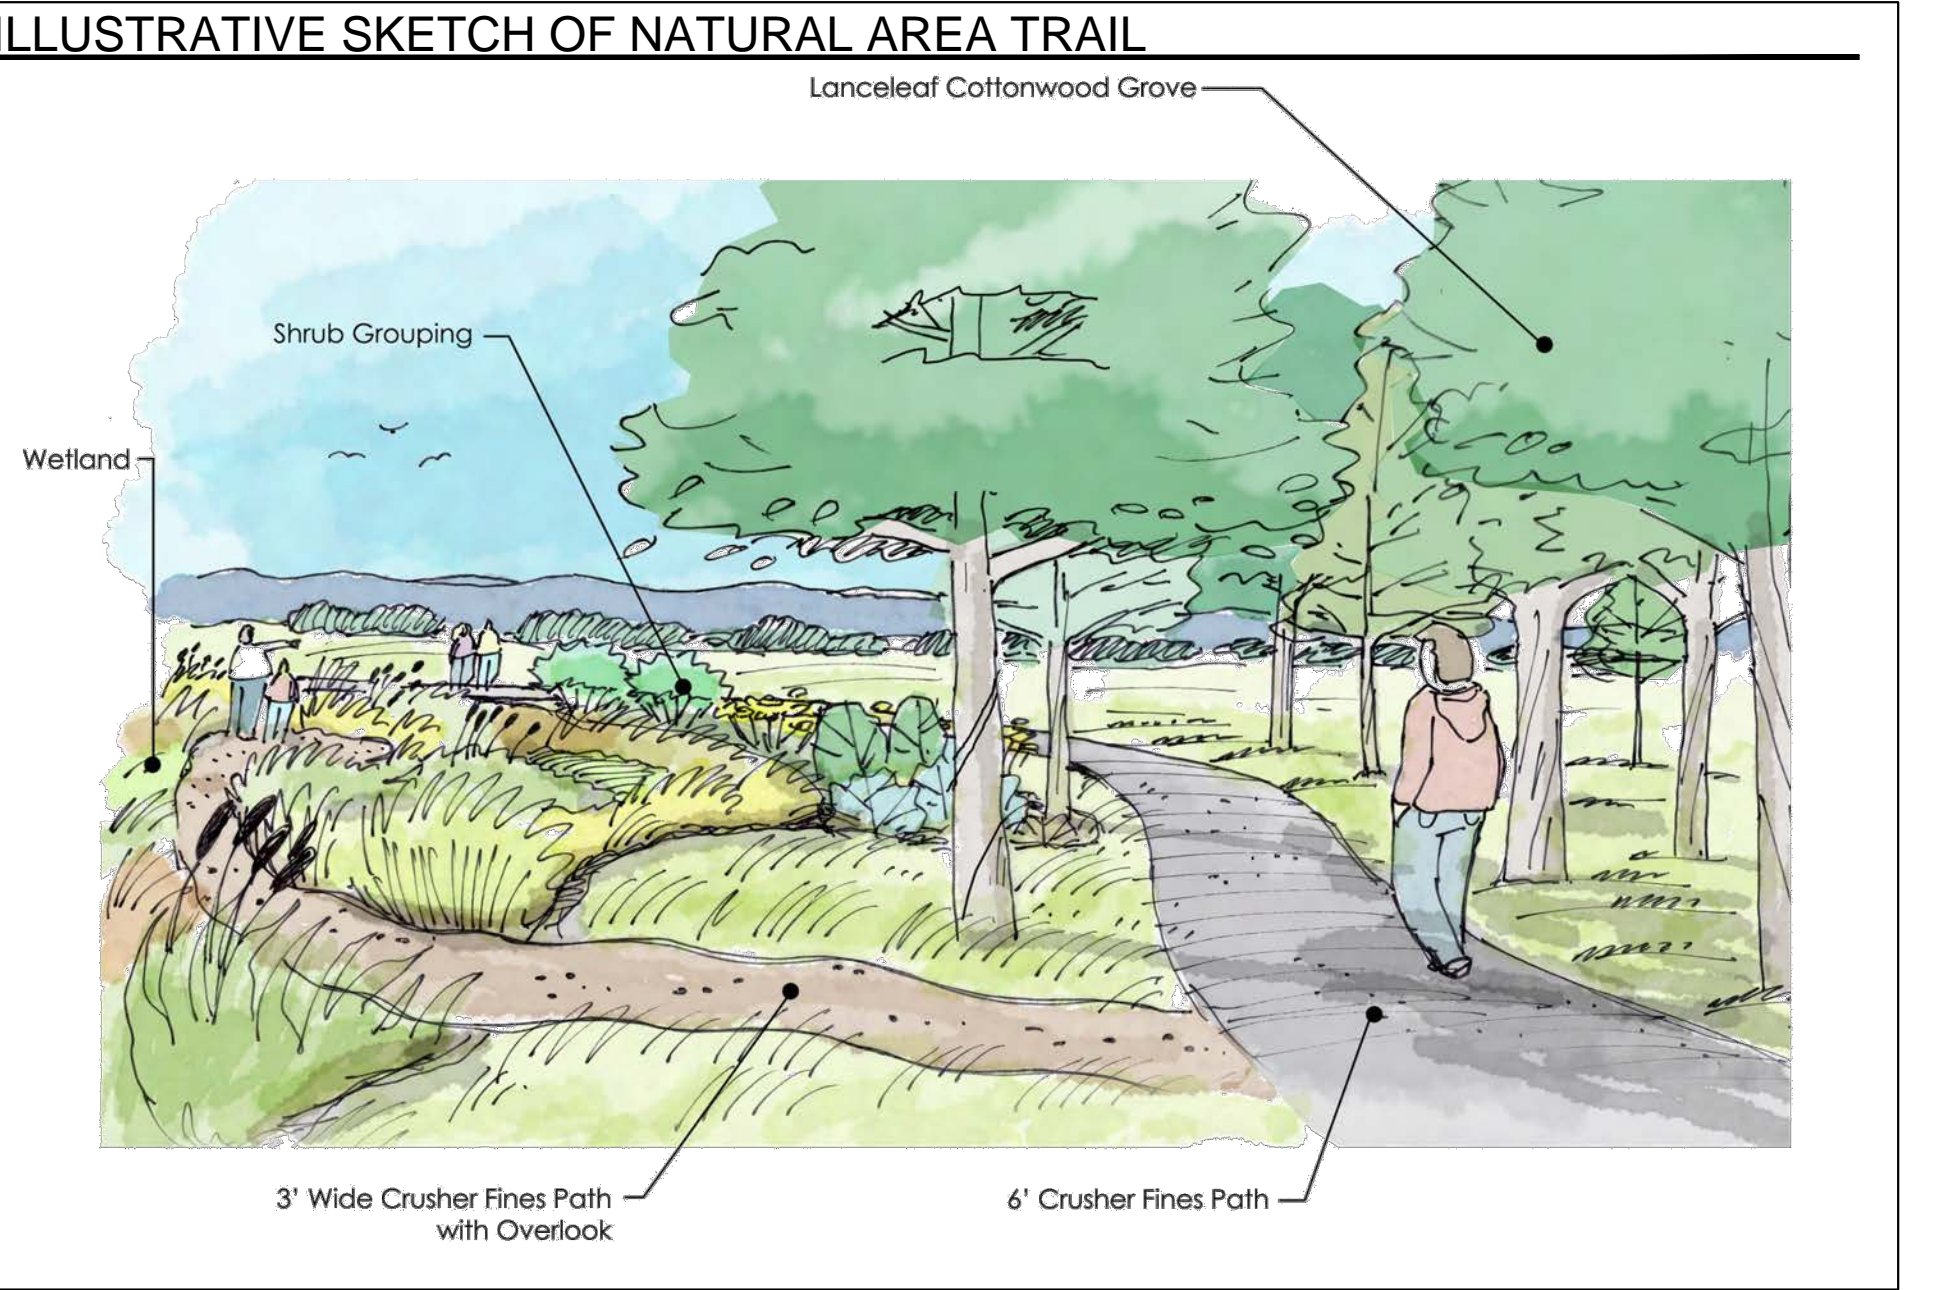 ILLUSTRATIVE SKETCH OF NATURAL AREA TRAIL
Lanceleaf Cottonwood Grove
Shrub Grouping
Wetland
3' Wide Crusher Fines Path
with Overlook
6' Crusher Fines Path